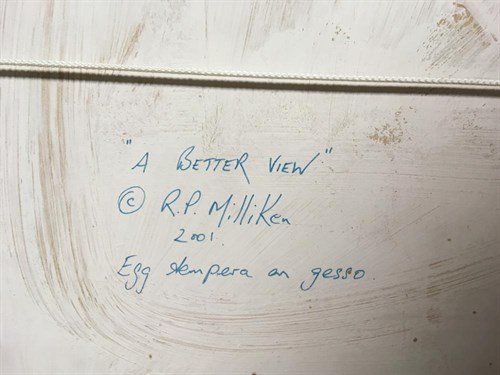 "A BETTER VIEW"
© R.P. Milliken
2001.
Egg tempera on gesso.